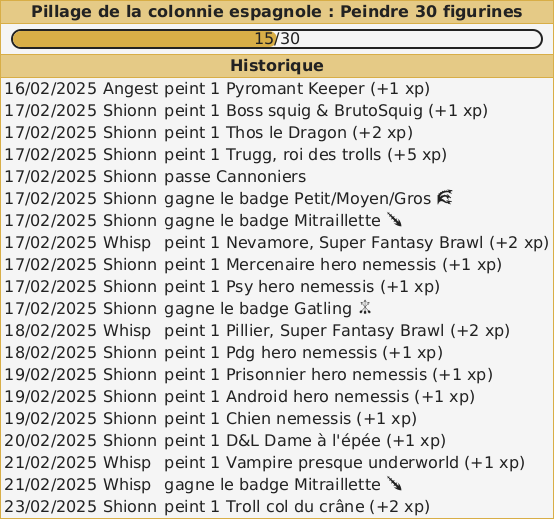 Pillage de la colonnie espagnole : Peindre 30 figurines
15/30
Historique
16/02/2025 Angest peint 1 Pyromant Keeper (+1 xp)
17/02/2025 Shionn peint 1 Boss squig & BrutoSquig (+1 xp)
17/02/2025 Shionn peint 1 Thos le Dragon (+2 xp)
17/02/2025 Shionn peint 1 Trugg, roi des trolls (+5 xp)
17/02/2025 Shionn passe Cannoniers
17/02/2025 Shionn gagne le badge Petit/Moyen/Gros
17/02/2025 Shionn gagne le badge Mitraillette
17/02/2025 Whisp peint 1 Nevamore, Super Fantasy Brawl (+2 xp)
17/02/2025 Shionn peint 1 Mercenaire hero nemessis (+1 xp)
17/02/2025 Shionn peint 1 Psy hero nemessis (+1 xp)
17/02/2025 Shionn gagne le badge Gatling
18/02/2025 Whisp peint 1 Pillier, Super Fantasy Brawl (+2 xp)
18/02/2025 Shionn peint 1 Pdg hero nemessis (+1 xp)
19/02/2025 Shionn peint 1 Prisonnier hero nemessis (+1 xp)
19/02/2025 Shionn peint 1 Android hero nemessis (+1 xp)
19/02/2025 Shionn peint 1 Chien nemessis (+1 xp)
20/02/2025 Shionn peint 1 D&L Dame à l'épée (+1 xp)
21/02/2025 Whisp peint 1 Vampire presque underworld (+1 xp)
21/02/2025 Whisp gagne le badge Mitraillette
23/02/2025 Shionn peint 1 Troll col du crâne (+2 xp)